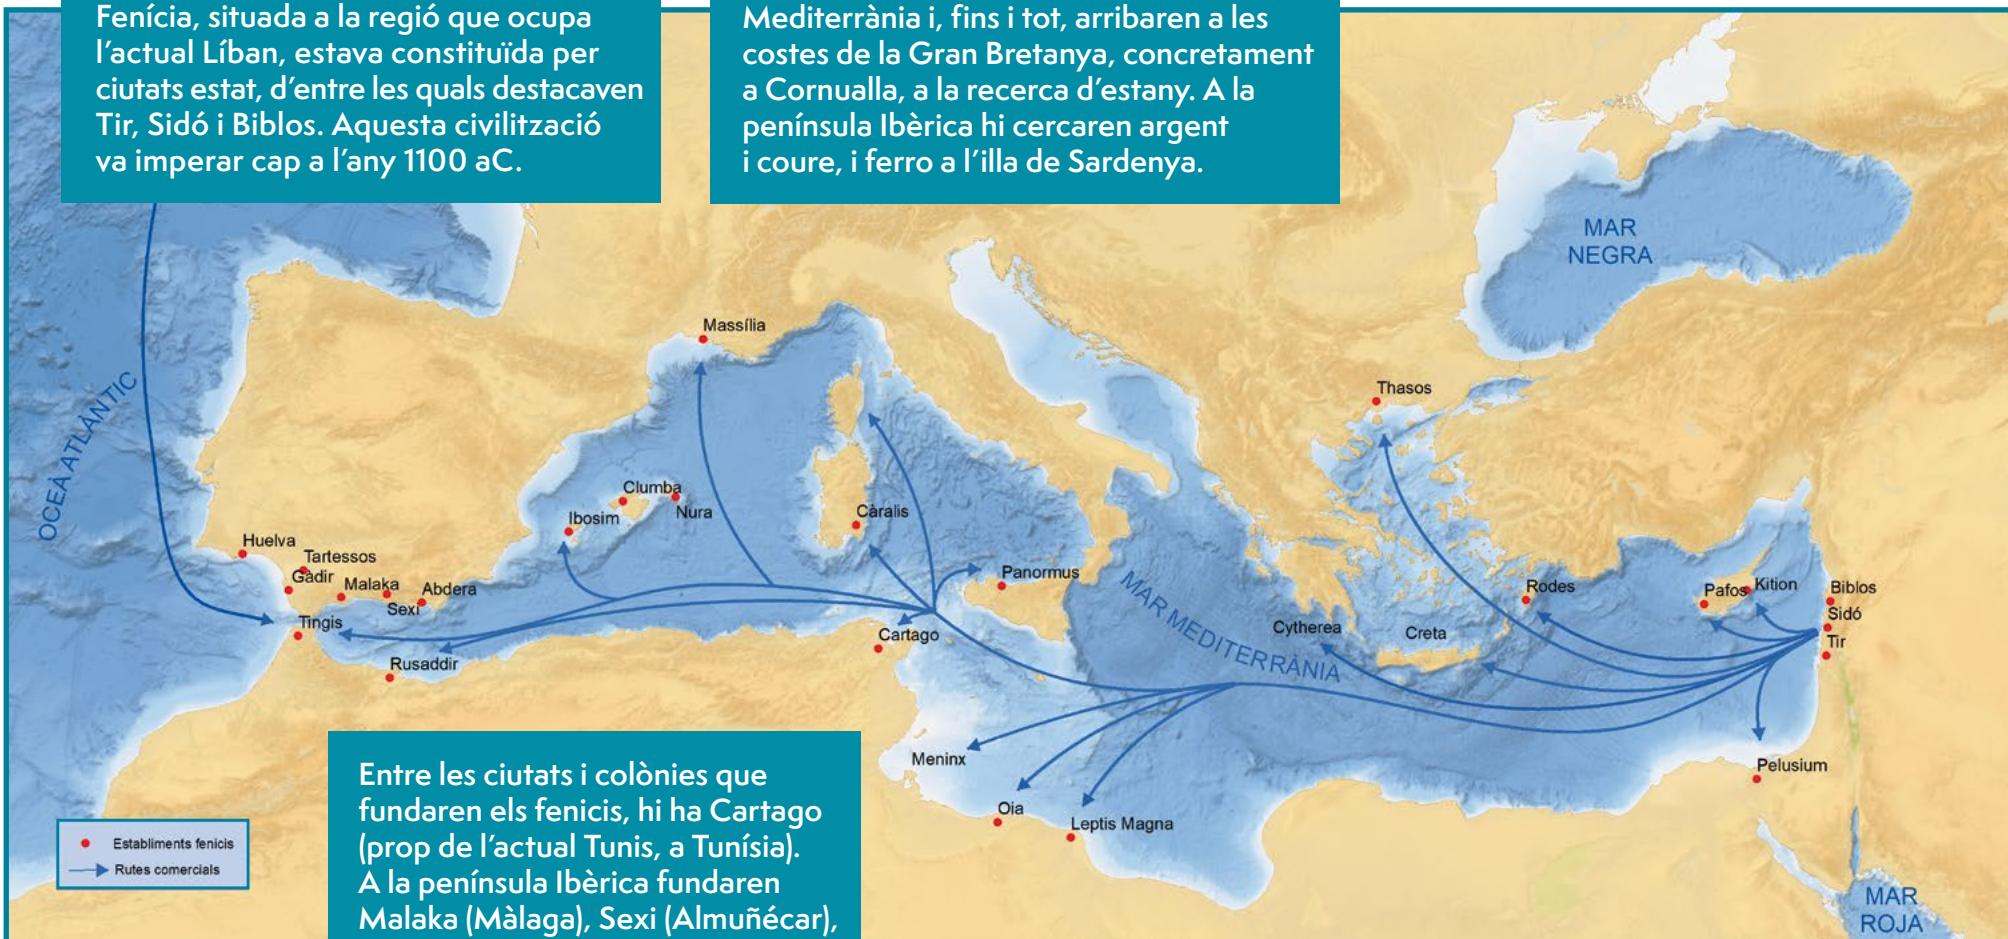 Fenícia, situada a la regió que ocupa
l'actual Líban, estava constituïda per
ciutats estat, d'entre les quals destacaven
Tir, Sidó i Biblos. Aquesta civilització
va imperar cap a l'any 1100 aC.
Mediterrània i, fins i tot, arribaren a les
costes de la Gran Bretanya, concretament
a Cornualla, a la recerca d'estany. A la
península Ibèrica hi cercaren argent
i coure, i ferro a l'illa de Sardenya.
MAR
NEGRA
OCEÀ ATLÀNTIC
Massília
Thasos
Clumba
Nura
Ibosim
Càralis
Huelva
Tartessos
Gàdir
Malaka
Sexi
Abdera
Tingis
Rusaddir
Panormus
Cartago
MAR MEDITERRÀNIA
Cytherea
Creta
Rodes
Pafos
Kition
Biblos
Sidó
Tir
Meninx
Oia
Leptis Magna
Pelusium
Establiments fenicis
Rutes comercials
Entre les ciutats i colònies que
fundaren els fenicis, hi ha Cartago
(prop de l'actual Tunis, a Tunísia).
A la península Ibèrica fundaren
Malaka (Màlaga), Sexi (Almuñécar),
MAR
ROJA